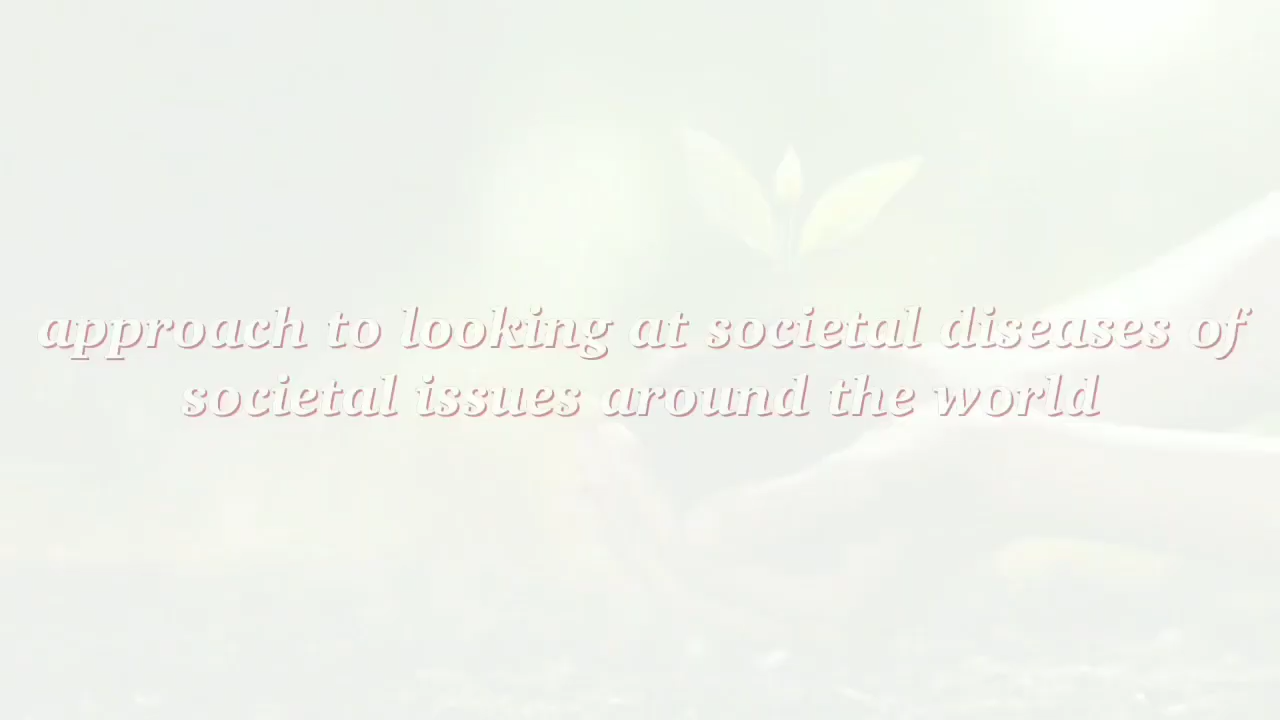 approach to looking at societal diseases of
societal issues around the world